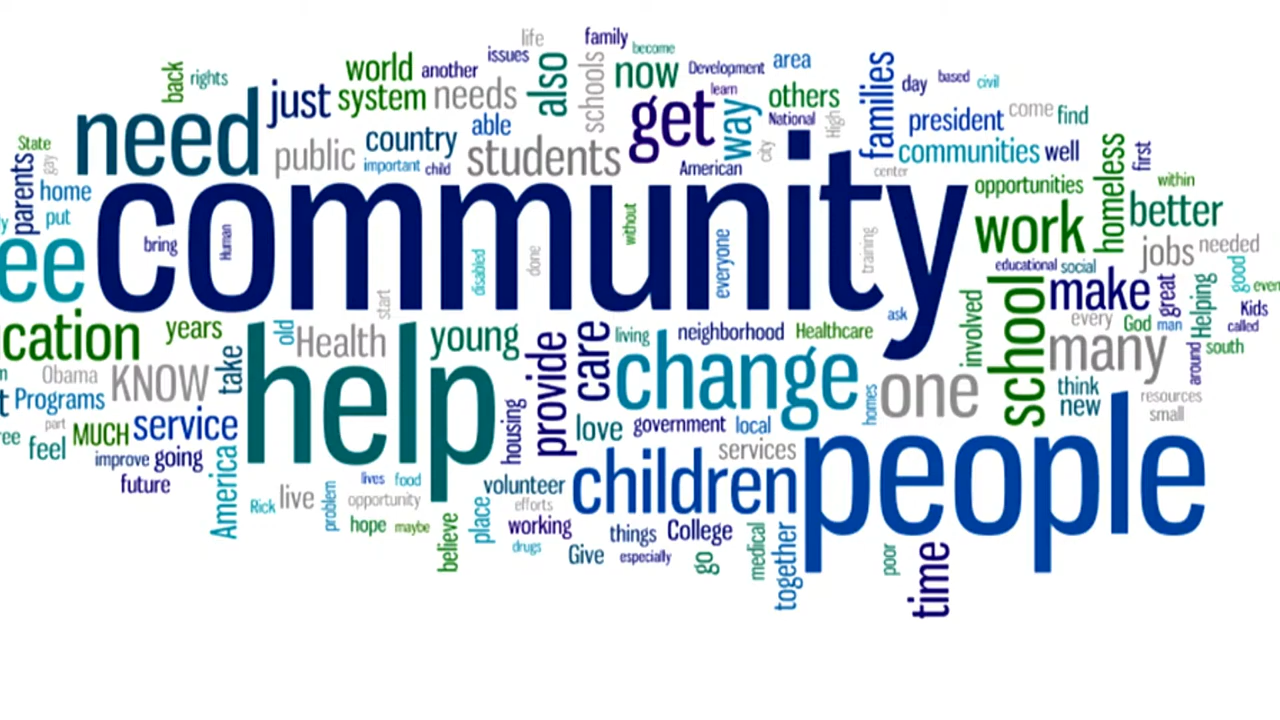 life
family
become
issues
back
rights
world
another
also
schools
now
Development
area
families
day
based
civil
just
system
needs
get
learn
way
others
National
High
president
come
find
need
country
able
public
important
child
students
American
city
communities
well
center
homeless
first
State
gay
parents
home
put
community
bring
Human
disabled
done
without
everyone
training
opportunities
within
work
better
jobs
needed
educational
social
ee
cation
years
old
Health
start
young
provide
care
living
neighborhood
Healthcare
ask
involved
school
make
great
Helping
good
even
Kids
called
every
God
man
many
around
south
Obama
KNOW
take
help
change
homes
one
think
new
resources
small
t Programs
part
ee
feel
MUCH
service
improve
going
future
America
housing
love
government
local
services
people
children
volunteer
efforts
Rick
live
problem
lives
food
opportunity
hope
maybe
believe
place
working
drugs
things
College
Give
especially
go
medical
together
poor
time